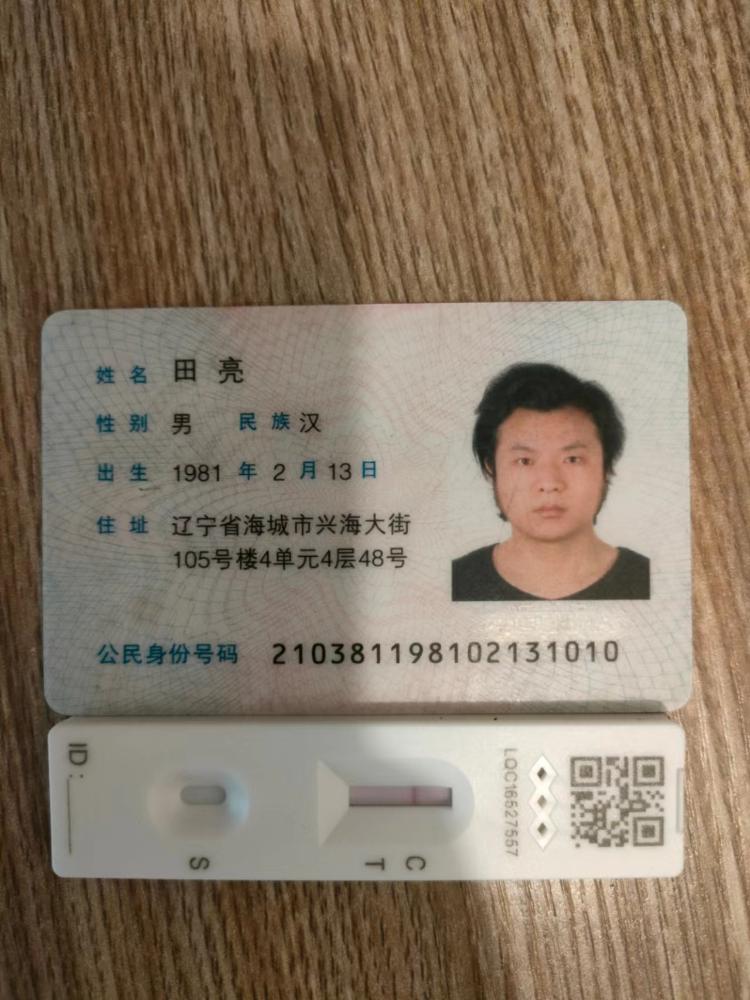 姓名 田亮
性别 男 民族 汉
出生 1981 年 2 月 13 日
住址 辽宁省海城市兴海大街
105号楼4单元4层48号
公民身份号码 210381198102131010
ID:
S
T
C
LQC16527557